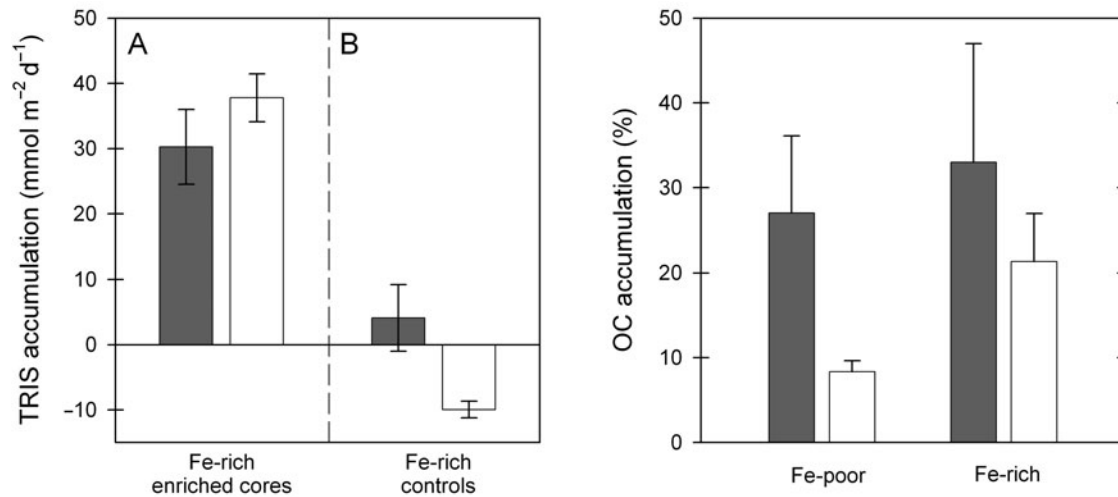 50
40
30
20
10
0
−10
TRIS accumulation (mmol m⁻² d⁻¹)
A
B
Fe-rich
enriched cores
Fe-rich
controls
50
40
30
20
10
0
OC accumulation (%)
Fe-poor
Fe-rich